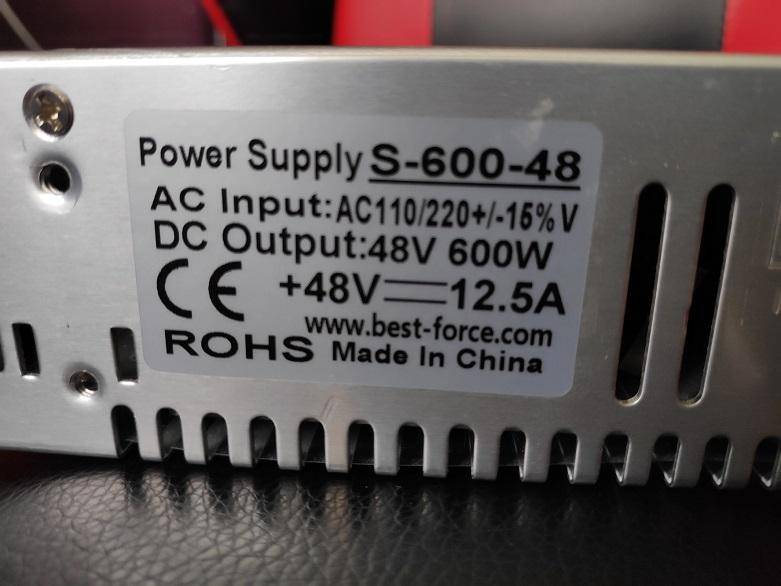 Power Supply S-600-48
AC Input:AC110/220+/-15% V
DC Output:48V 600W
CE +48V⎓12.5A
www.best-force.com
ROHS Made In China